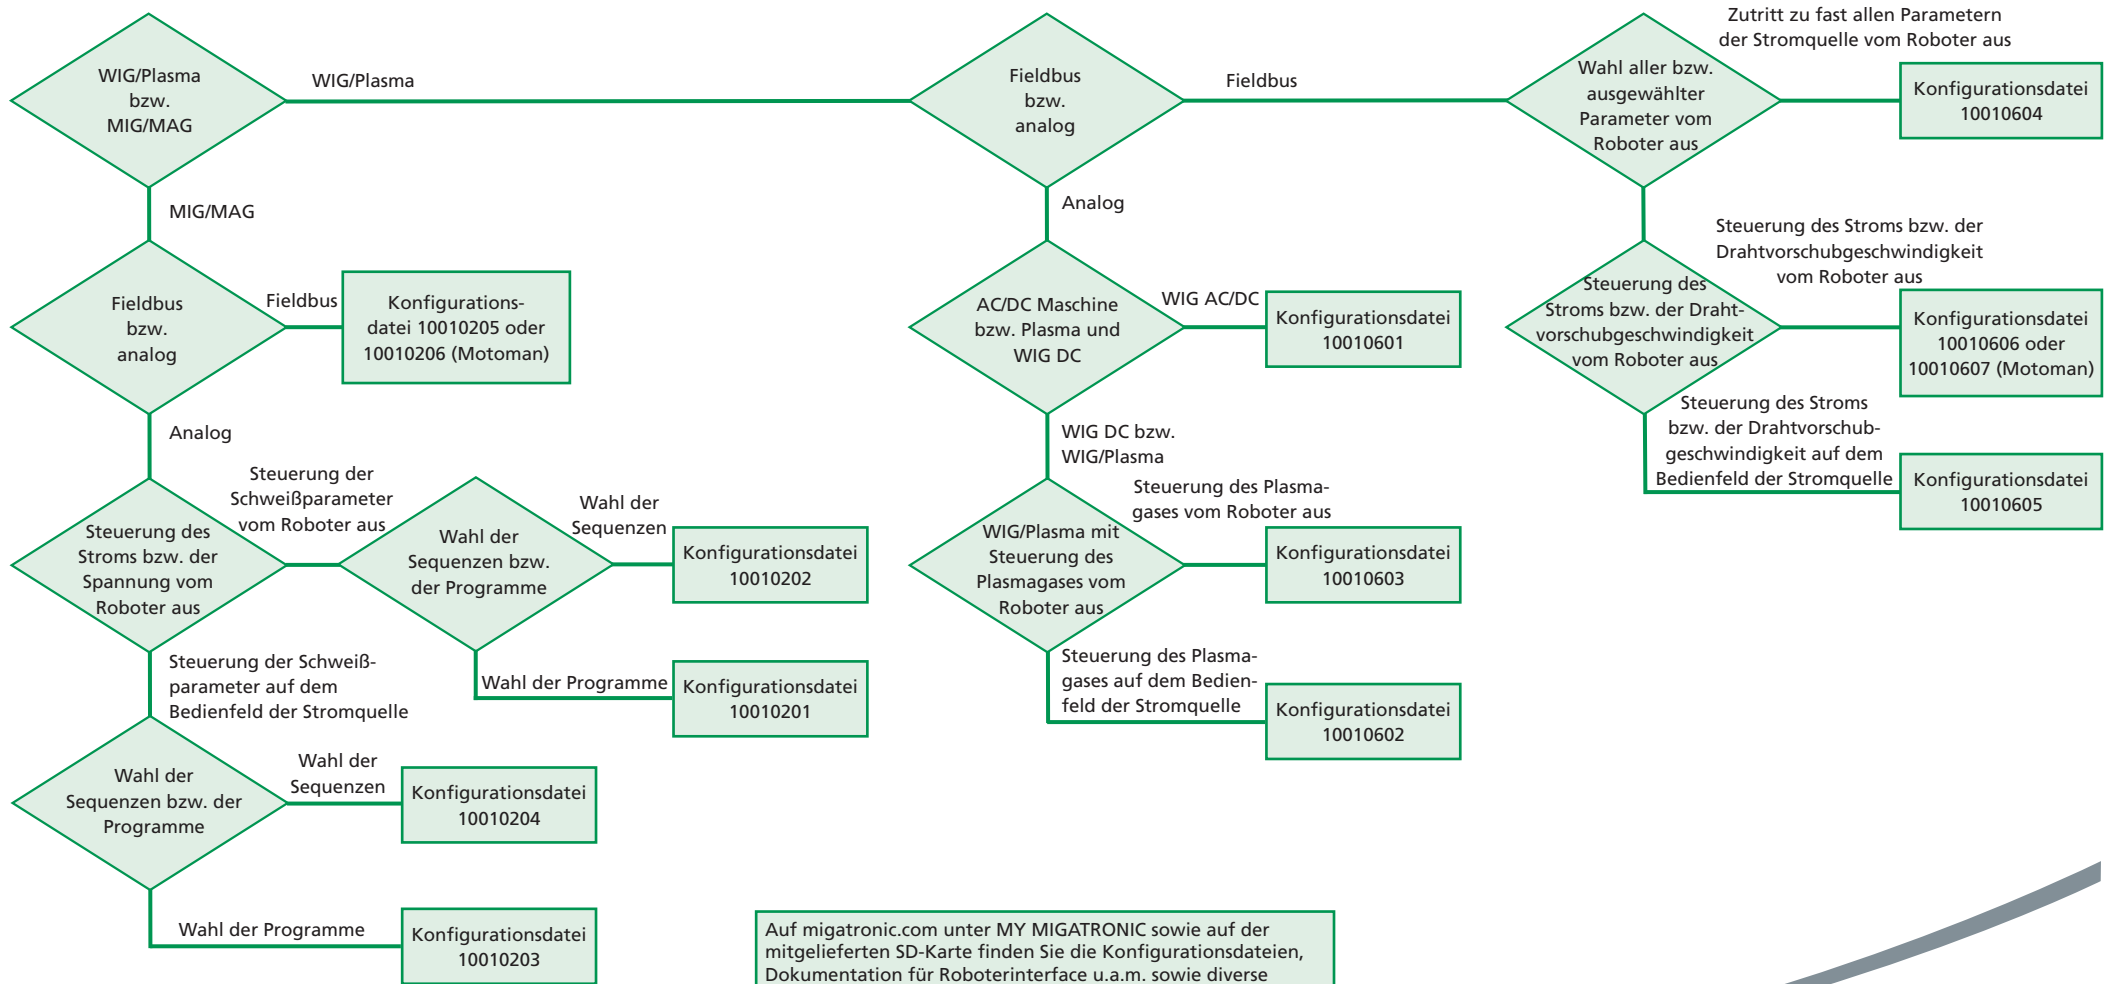 WIG/Plasma
bzw.
MIG/MAG
WIG/Plasma
Fieldbus
bzw.
analog
Fieldbus
Wahl aller bzw.
ausgewählter
Parameter vom
Roboter aus
Zutritt zu fast allen Parametern
der Stromquelle vom Roboter aus
Konfigurationsdatei
10010604
MIG/MAG
Analog
Fieldbus
bzw.
analog
Fieldbus
Konfigurations-
datei 10010205 oder
10010206 (Motoman)
AC/DC Maschine
bzw. Plasma und
WIG DC
WIG AC/DC
Konfigurationsdatei
10010601
Steuerung des
Stroms bzw. der Draht-
vorschubgeschwindigkeit
vom Roboter aus
Steuerung des Stroms bzw. der
Drahtvorschubgeschwindigkeit
vom Roboter aus
Konfigurationsdatei
10010606 oder
10010607 (Motoman)
Steuerung des Stroms
bzw. der Drahtvorschub-
geschwindigkeit auf dem
Bedienfeld der Stromquelle
Konfigurationsdatei
10010605
Analog
Steuerung des
Stroms bzw. der
Spannung vom
Roboter aus
Steuerung der
Schweißparameter
vom Roboter aus
Wahl der
Sequenzen bzw.
der Programme
Wahl der
Sequenzen
Konfigurationsdatei
10010202
Wahl der Programme
Konfigurationsdatei
10010201
WIG DC bzw.
WIG/Plasma
WIG/Plasma mit
Steuerung des
Plasmagases vom
Roboter aus
Steuerung des Plasma-
gases vom Roboter aus
Konfigurationsdatei
10010603
Steuerung des Plasma-
gases auf dem Bedien-
feld der Stromquelle
Konfigurationsdatei
10010602
Steuerung der Schweiß-
parameter auf dem
Bedienfeld der Stromquelle
Wahl der
Sequenzen bzw. der
Programme
Wahl der
Sequenzen
Konfigurationsdatei
10010204
Wahl der Programme
Konfigurationsdatei
10010203
Auf migatronic.com unter MY MIGATRONIC sowie auf der
mitgelieferten SD-Karte finden Sie die Konfigurationsdateien,
Dokumentation für Roboterinterface u.a.m. sowie diverse